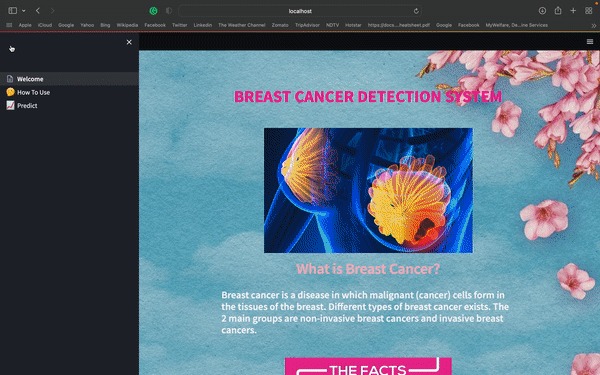 localhost
Apple iCloud Google Yahoo Bing Wikipedia Facebook Twitter LinkedIn The Weather Channel Zomato TripAdvisor NDTV Hotstar https://docs....heatsheet.pdf Google Facebook MyWelfare, De...ine Services
Welcome
How To Use
Predict
BREAST CANCER DETECTION SYSTEM
What is Breast Cancer?
Breast cancer is a disease in which malignant (cancer) cells form in
the tissues of the breast. Different types of breast cancer exists. The
2 main groups are non-invasive breast cancers and invasive breast
cancers.
THE FACTS